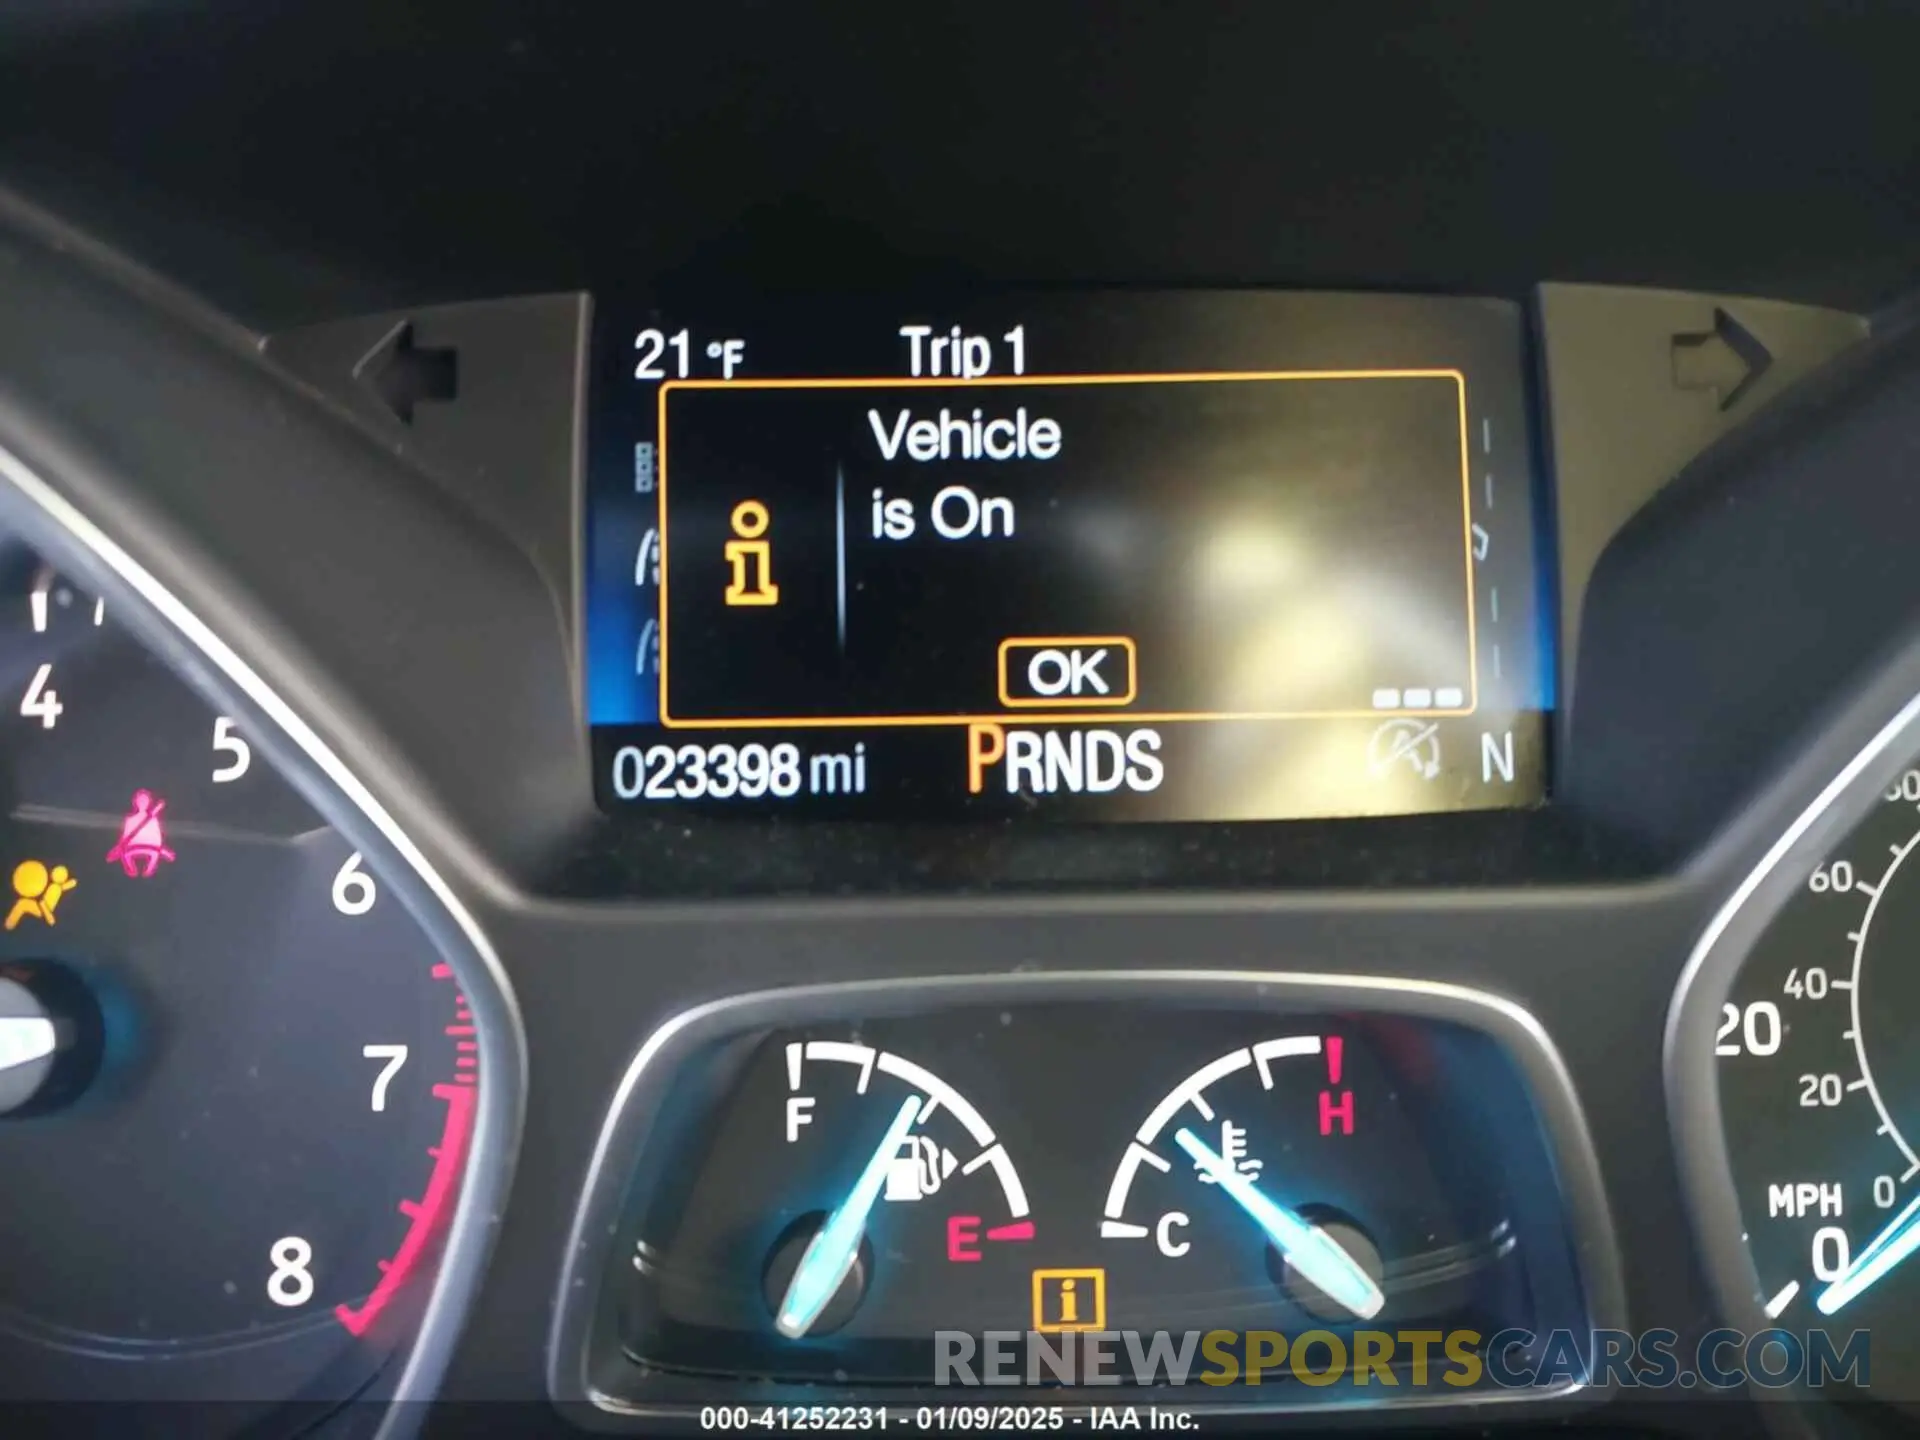 21 °F Trip 1
Vehicle
is On
i
OK
023398 mi PRNDS
A
N
4
5
6
7
8
F
E
H
C
i
60
40
20
20
0
MPH
0
RENEWSPORTSCARS.COM
000-41252231 - 01/09/2025 - IAA Inc.